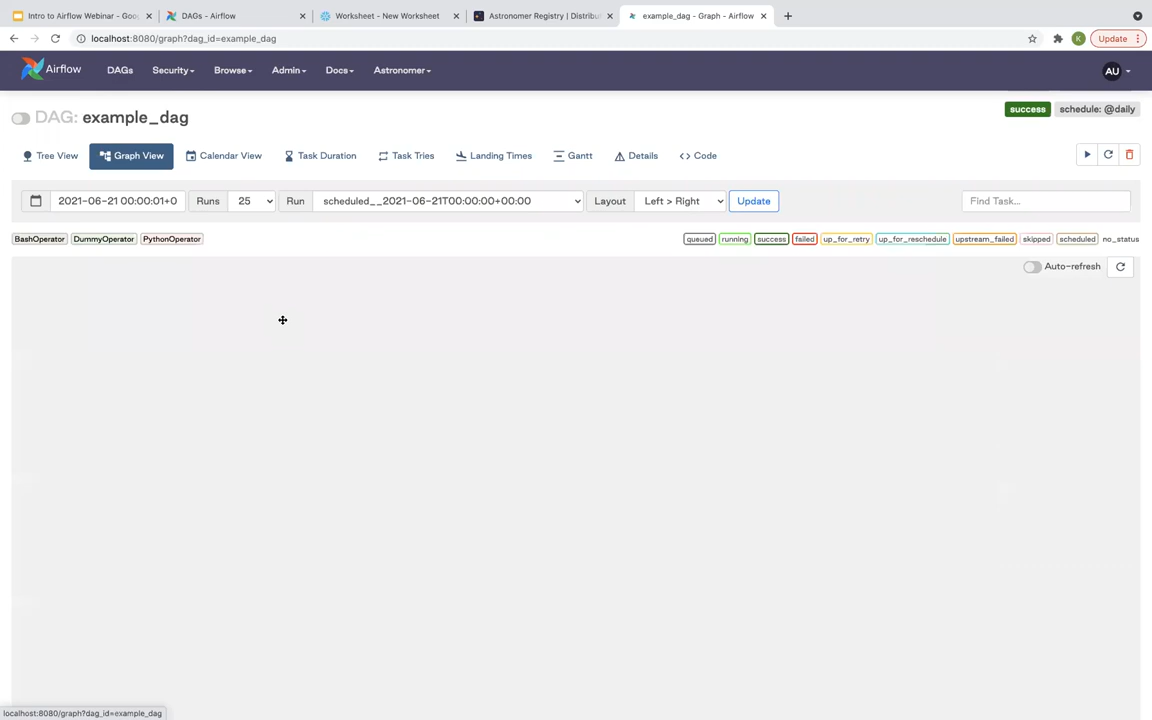 Intro to Airflow Webinar - Goo
DAGs - Airflow
Worksheet - New Worksheet
Astronomer Registry | Distribut
example_dag - Graph - Airflow
localhost:8080/graph?dag_id=example_dag
K
Update
Airflow
DAGs
Security
Browse
Admin
Docs
Astronomer
AU
DAG: example_dag
success
schedule: @daily
Tree View
Graph View
Calendar View
Task Duration
Task Tries
Landing Times
Gantt
Details
<> Code
2021-06-21 00:00:01+0
Runs
25
Run
scheduled__2021-06-21T00:00:00+00:00
Layout
Left > Right
Update
Find Task...
BashOperator
DummyOperator
PythonOperator
queued
running
success
failed
up_for_retry
up_for_reschedule
upstream_failed
skipped
scheduled
no_status
Auto-refresh
localhost:8080/graph?dag_id=example_dag